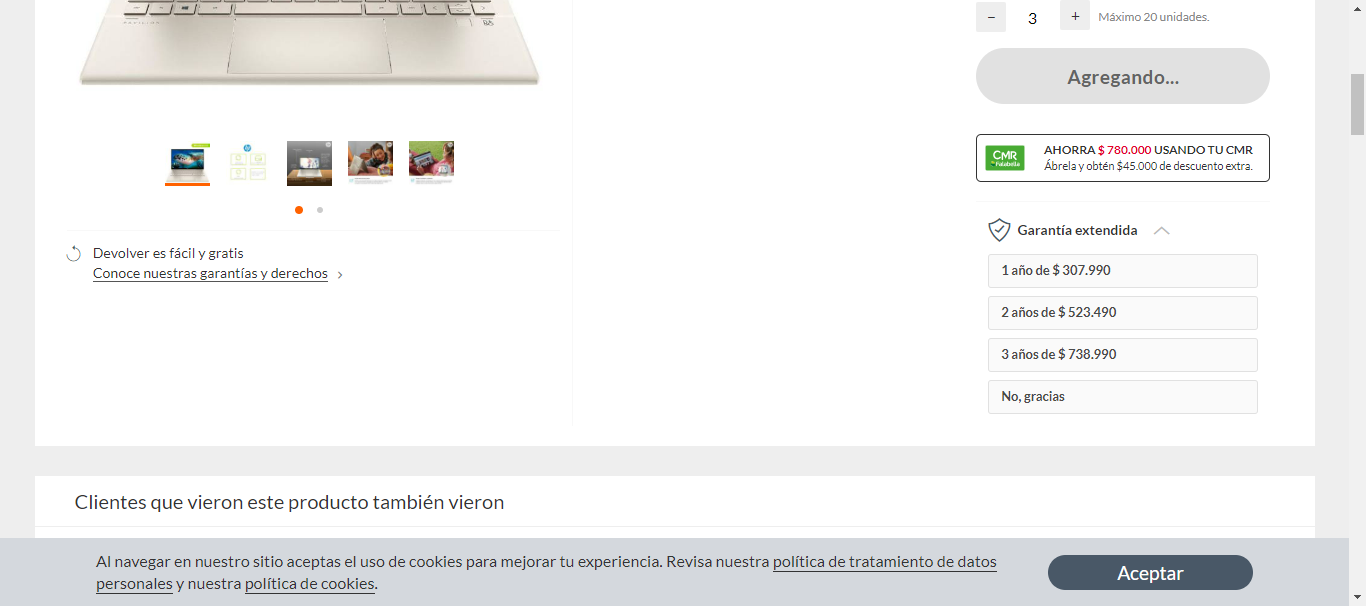 − 3 + Máximo 20 unidades.
Agregando...
CMR
Falabella
AHORRA $ 780.000 USANDO TU CMR
Ábrela y obtén $45.000 de descuento extra.
Devolver es fácil y gratis
Conoce nuestras garantías y derechos
Garantía extendida
1 año de $ 307.990
2 años de $ 523.490
3 años de $ 738.990
No, gracias
Clientes que vieron este producto también vieron
Al navegar en nuestro sitio aceptas el uso de cookies para mejorar tu experiencia. Revisa nuestra política de tratamiento de datos
personales y nuestra política de cookies.
Aceptar